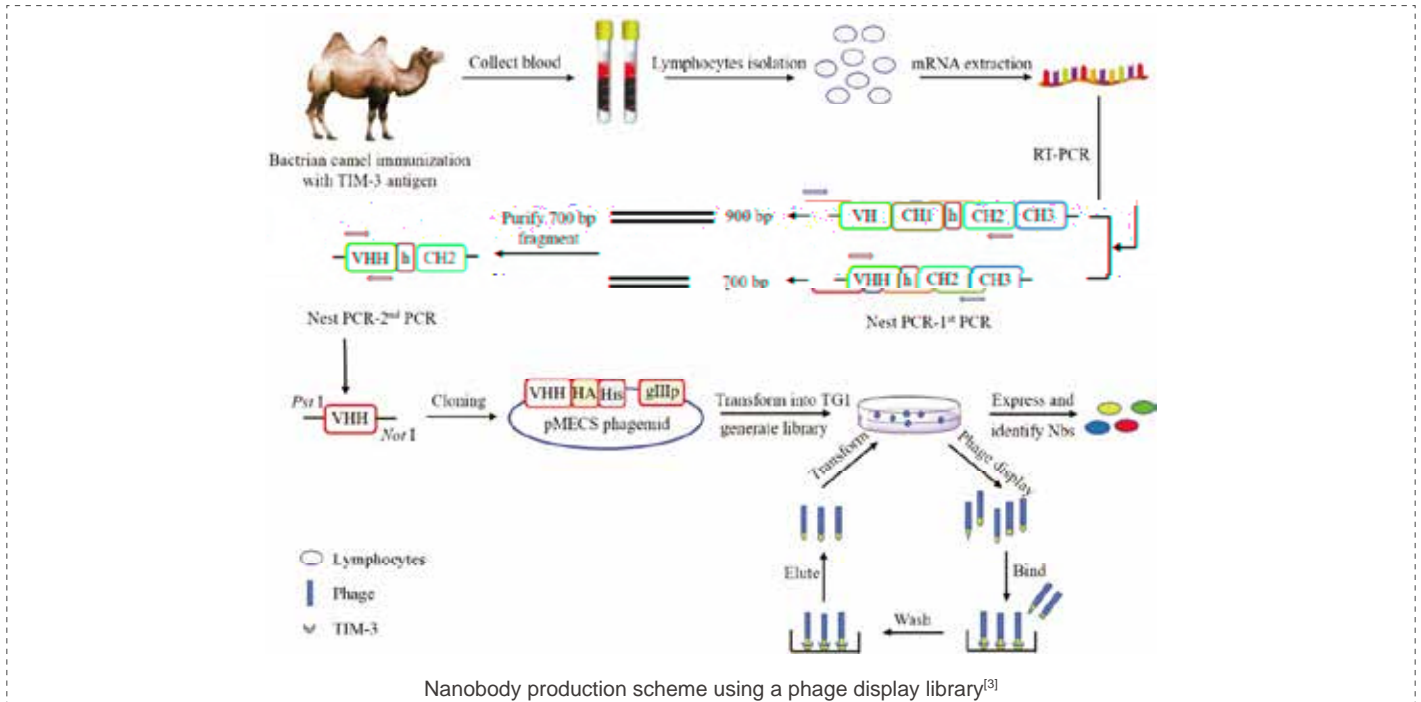 Collect blood
Lymphocytes isolation
mRNA extraction
Bactrian camel immunization
with TIM-3 antigen
RT-PCR
VH CH1 h CH2 CH3
900 bp
Purify 700 bp
fragment
VHH h CH2
700 bp
VHH h CH2 CH3
Nest PCR-2nd PCR
Nest PCR-1st PCR
Pst I
VHH
Not I
Cloning
VHH HA His gIIIp
pMECS phagemid
Transform into TG1
generate library
Express and
identify Nbs
Transform
Phage display
Lymphocytes
Phage
TIM-3
Elute
Bind
Wash
Nanobody production scheme using a phage display library[3]